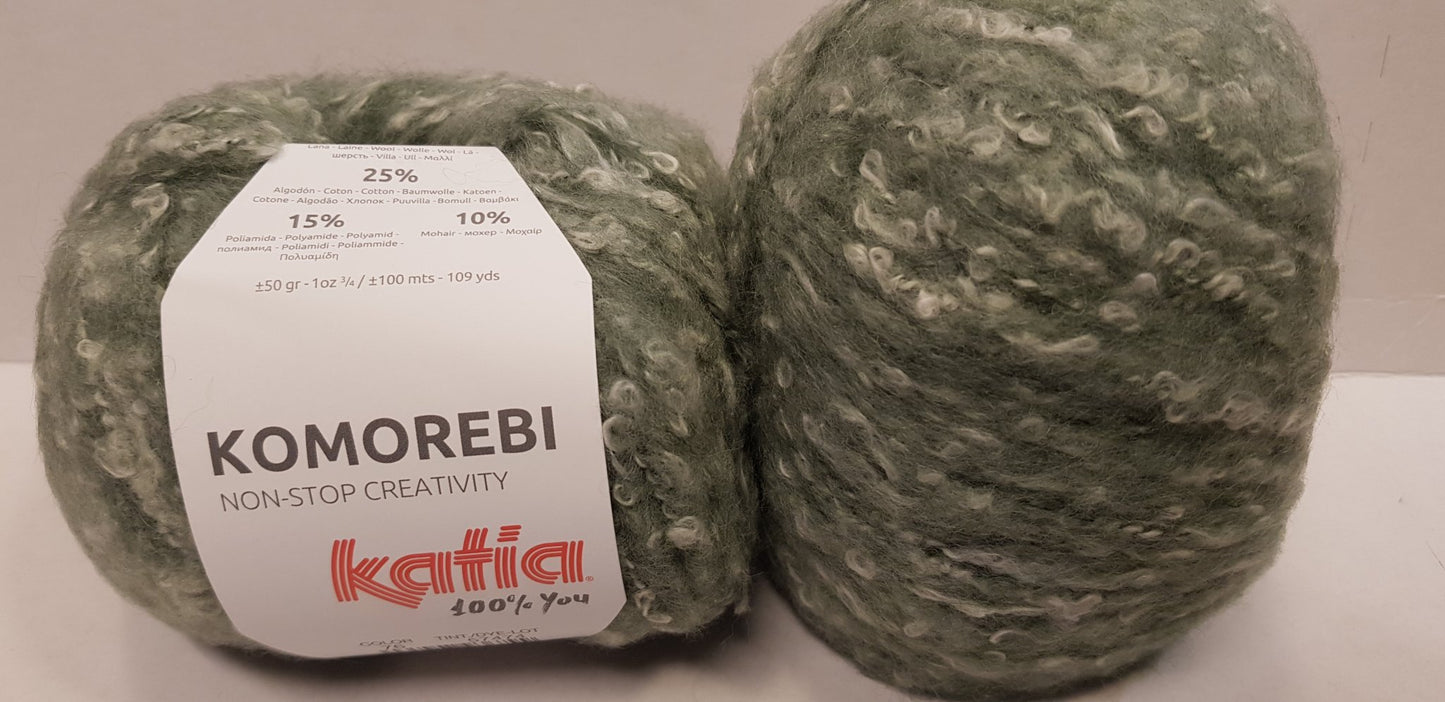 Lana - Laine - Wool - Wolle - Wol - La -
шерсть - Villa - Ull - Μαλλί
25%
Algodón - Coton - Cotton - Baumwolle - Katoen -
Cotone - Algodão - Хлопок - Puuvilla - Bomull - Βαμβάκι
15%
Poliamida - Polyamide - Polyamid -
полиамид - Poliamidi - Poliammide -
Πολυαμίδη
10%
Mohair - мохер - Μοχαίρ
±50 gr - 1oz ¾ / ±100 mts - 109 yds
KOMOREBI
NON-STOP CREATIVITY
katia®
100% you
COLOR TINT/DYE-LOT